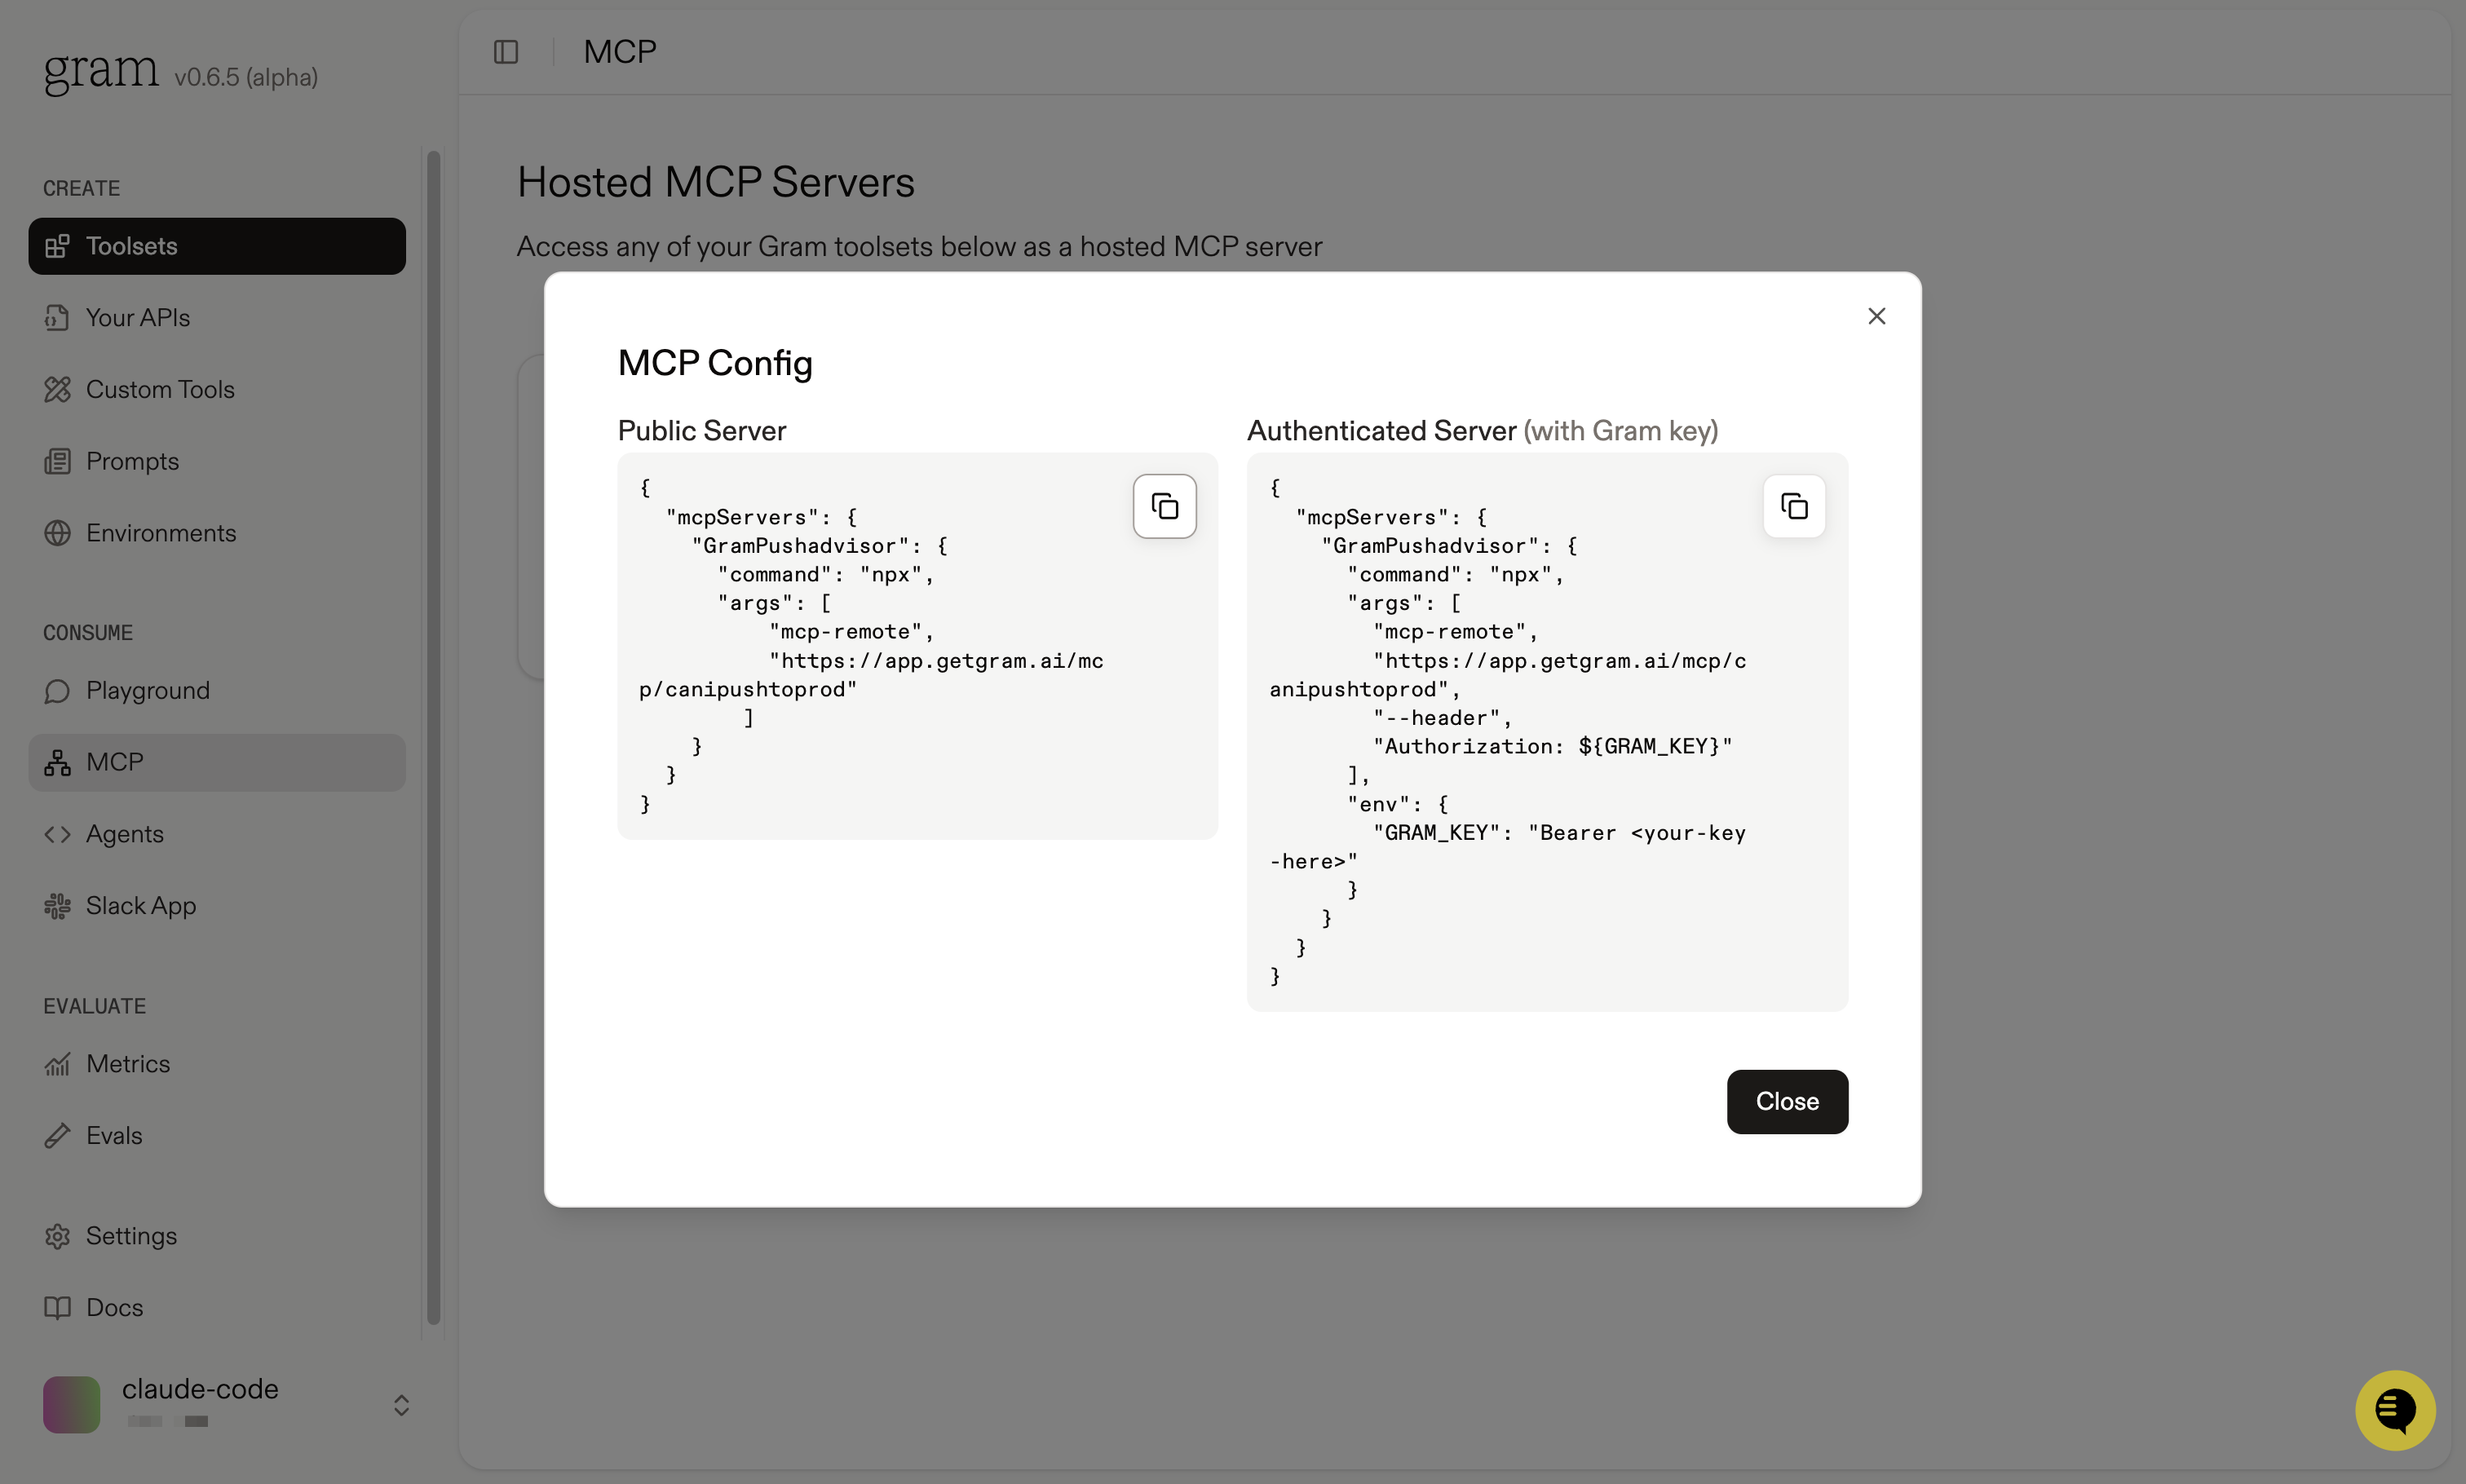 gram v0.6.5 (alpha)
CREATE
Toolsets
Your APIs
Custom Tools
Prompts
Environments
CONSUME
Playground
MCP
Agents
Slack App
EVALUATE
Metrics
Evals
Settings
Docs
claude-code
MCP
Hosted MCP Servers
Access any of your Gram toolsets below as a hosted MCP server
MCP Config
Public Server
{
  "mcpServers": {
    "GramPushadvisor": {
      "command": "npx",
      "args": [
          "mcp-remote",
          "https://app.getgram.ai/mc
p/canipushtoprod"
        ]
    }
  }
}
Authenticated Server (with Gram key)
{
  "mcpServers": {
    "GramPushadvisor": {
      "command": "npx",
      "args": [
        "mcp-remote",
        "https://app.getgram.ai/mcp/c
anipushtoprod",
        "--header",
        "Authorization: ${GRAM_KEY}"
      ],
      "env": {
        "GRAM_KEY": "Bearer <your-key
-here>"
      }
    }
  }
}
Close